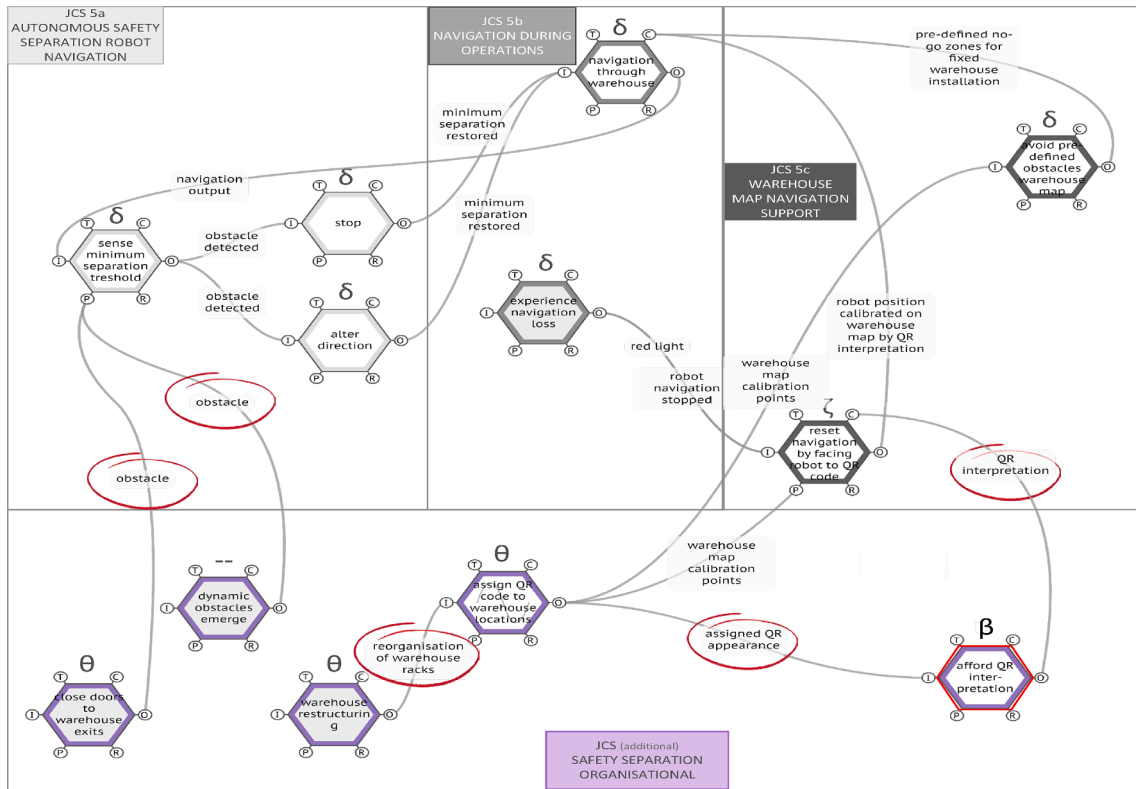 JCS 5a
AUTONOMOUS SAFETY
SEPARATION ROBOT
NAVIGATION
JCS 5b
NAVIGATION DURING
OPERATIONS
δ
T
C
I
O
P
R
navigation
through
warehouse
pre-defined no-
go zones for
fixed
warehouse
installation
minimum
separation
restored
δ
T
C
I
O
P
R
avoid pre-
defined
obstacles
warehouse
map
JCS 5c
WAREHOUSE
MAP NAVIGATION
SUPPORT
navigation
output
δ
T
C
I
O
P
R
stop
minimum
separation
restored
δ
T
C
I
O
P
R
sense
minimum
separation
treshold
obstacle
detected
obstacle
detected
δ
T
C
I
O
P
R
alter
direction
δ
T
C
I
O
P
R
experience
navigation
loss
robot position
calibrated on
warehouse
map by QR
interpretation
red light
robot
navigation
stopped
warehouse
map
calibration
points
obstacle
ζ
T
C
I
O
P
R
reset
navigation
by facing
robot to QR
code
QR
interpretation
obstacle
--
T
C
I
O
P
R
dynamic
obstacles
emerge
θ
T
C
I
O
P
R
assign QR
code to
warehouse
locations
warehouse
map
calibration
points
reorganisation
of warehouse
racks
assigned QR
appearance
β
T
C
I
O
P
R
afford QR
inter-
pretation
θ
T
C
I
O
P
R
close doors
to
warehouse
exits
θ
T
C
I
O
P
R
warehouse
restructurin
g
JCS (additional)
SAFETY SEPARATION
ORGANISATIONAL